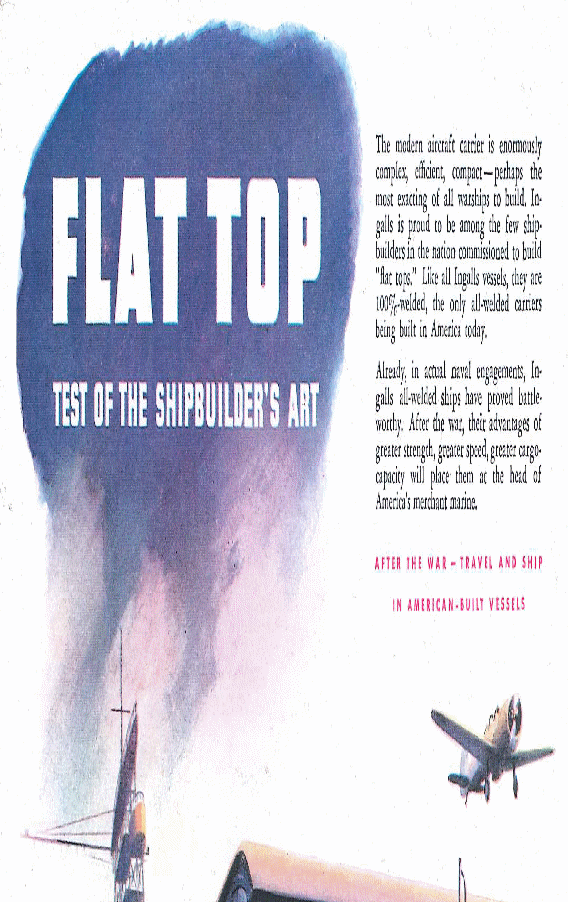 FLAT TOP
TEST OF THE SHIPBUILDER'S ART
The modern aircraft carrier is enormously
complex, efficient, compact—perhaps the
most exacting of all warships to build. In-
galls is proud to be among the few ship-
builders in the nation commissioned to build
"flat tops." Like all Ingalls vessels, they are
100%-welded, the only all-welded carriers
being built in America today.
Already, in actual naval engagements, In-
galls all-welded ships have proved battle-
worthy. After the war, their advantages of
greater strength, greater speed, greater cargo-
capacity will place them at the head of
America's merchant marine.
AFTER THE WAR—TRAVEL AND SHIP
IN AMERICAN-BUILT VESSELS